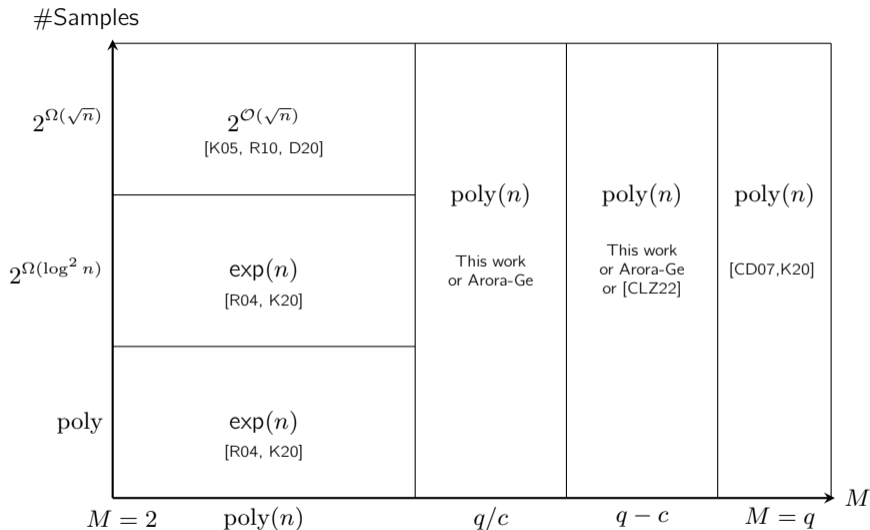 #Samples
2^{Ω(√n)}
2^{𝒪(√n)}
[K05, R10, D20]
poly(n)
poly(n)
poly(n)
2^{Ω(log² n)}
exp(n)
[R04, K20]
This work
or Arora-Ge
This work
or Arora-Ge
or [CLZ22]
[CD07,K20]
poly
exp(n)
[R04, K20]
M
M = 2
poly(n)
q/c
q − c
M = q